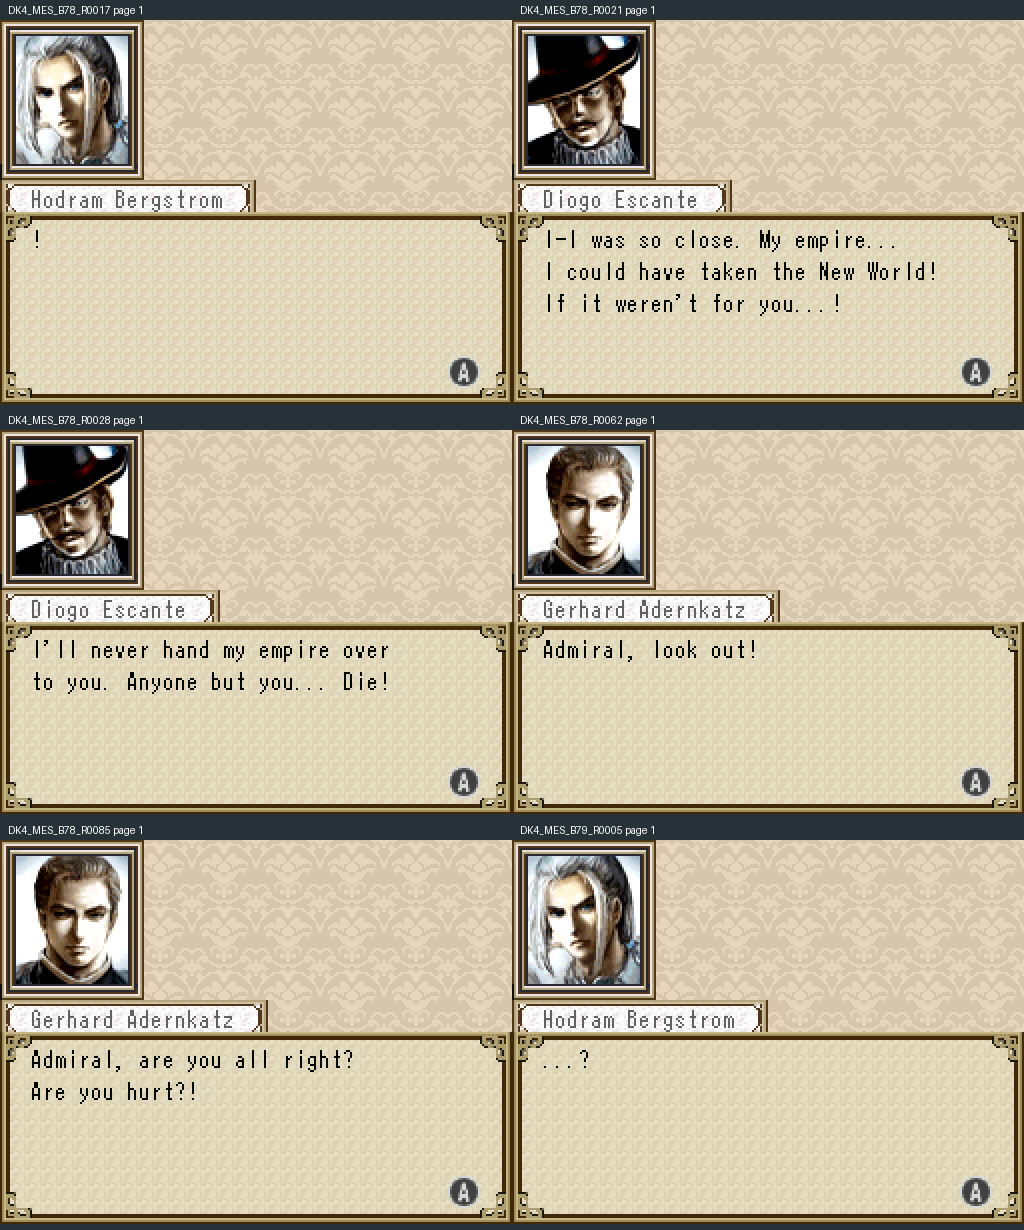 DK4_MES_B78_R0017 page 1
Hodram Bergstrom
!
A
DK4_MES_B78_R0021 page 1
Diogo Escante
I-I was so close. My empire...
I could have taken the New World!
If it weren't for you...!
A
DK4_MES_B78_R0028 page 1
Diogo Escante
I'll never hand my empire over
to you. Anyone but you... Die!
A
DK4_MES_B78_R0062 page 1
Gerhard Adernkatz
Admiral, look out!
A
DK4_MES_B78_R0085 page 1
Gerhard Adernkatz
Admiral, are you all right?
Are you hurt?!
A
DK4_MES_B79_R0005 page 1
Hodram Bergstrom
...?
A